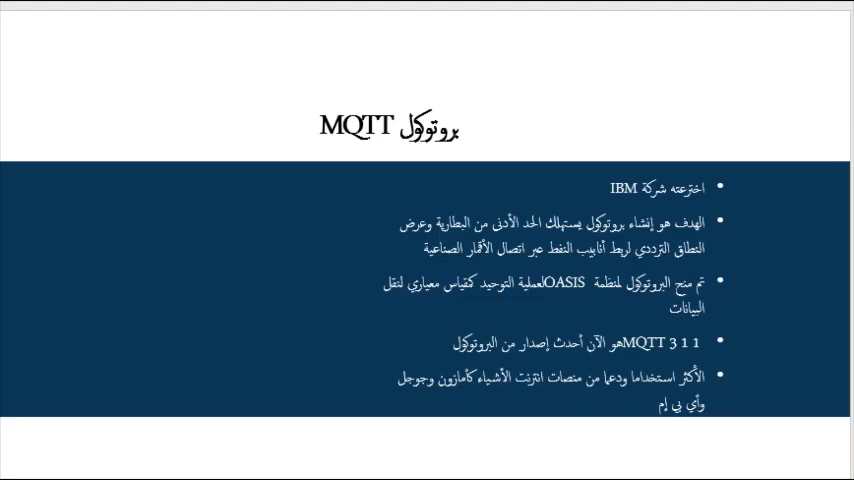 بروتوكول MQTT
• اخترعته شركة IBM
• الهدف هو إنشاء بروتوكول يستهلك الحد الأدنى من البطارية وعرض
النطاق الترددي لربط أنابيب النفط عبر اتصال الأقمار الصناعية
• تم منح البروتوكول لمنظمة OASIS لعملية التوحيد كمقياس معياري لنقل
البيانات
• MQTT 3 1 1 هو الآن أحدث إصدار من البروتوكول
• الأكثر استخداما ودعما من منصات انترنت الأشياء كأمازون وجوجل
وأي بي إم